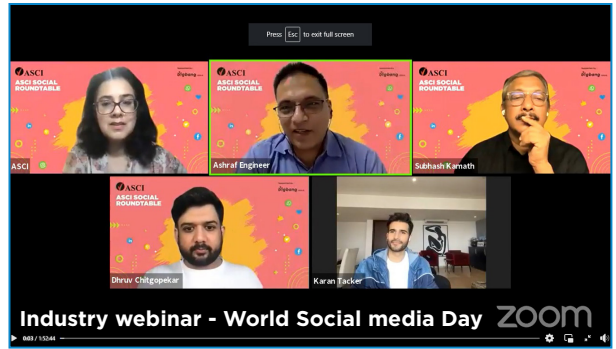 Press Esc to exit full screen
ASCI
ASCI SOCIAL
ROUNDTABLE
ASCI
ASCI
ASCI SOCIAL
ROUNDTABLE
Ashraf Engineer
ASCI
ASCI SOCIAL
ROUNDTABLE
Subhash Kamath
ASCI
ASCI SOCIAL
ROUNDTABLE
Dhruv Chitgopekar
Karan Tacker
Industry webinar - World Social media Day zoom
0:03 / 1:52:44